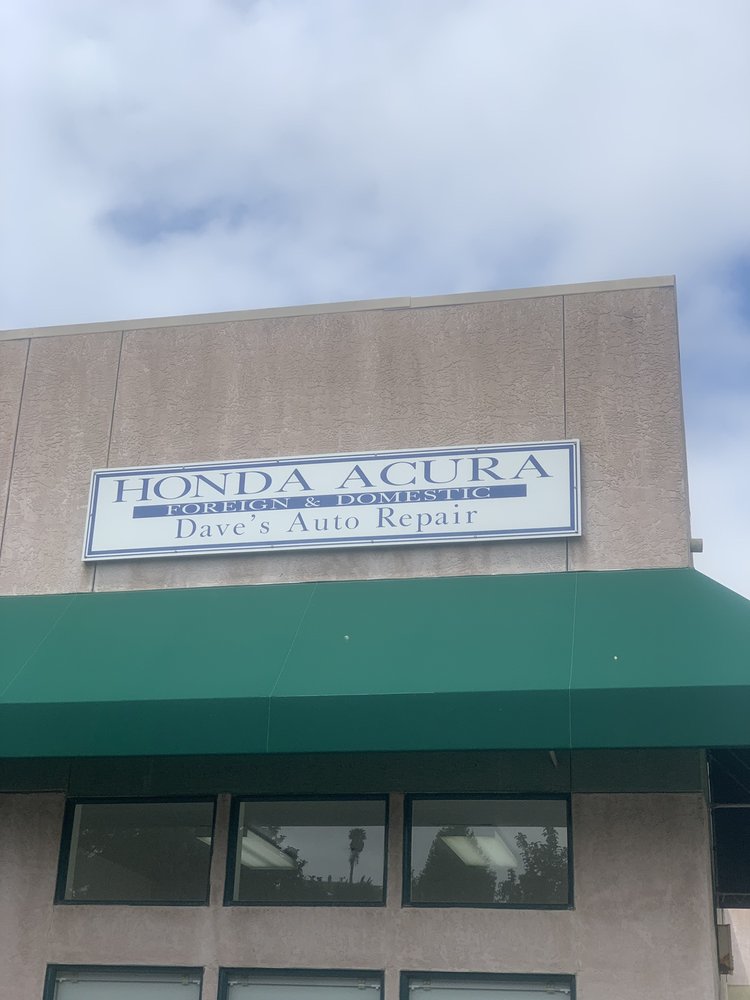 HONDA ACURA
FOREIGN & DOMESTIC
Dave's Auto Repair